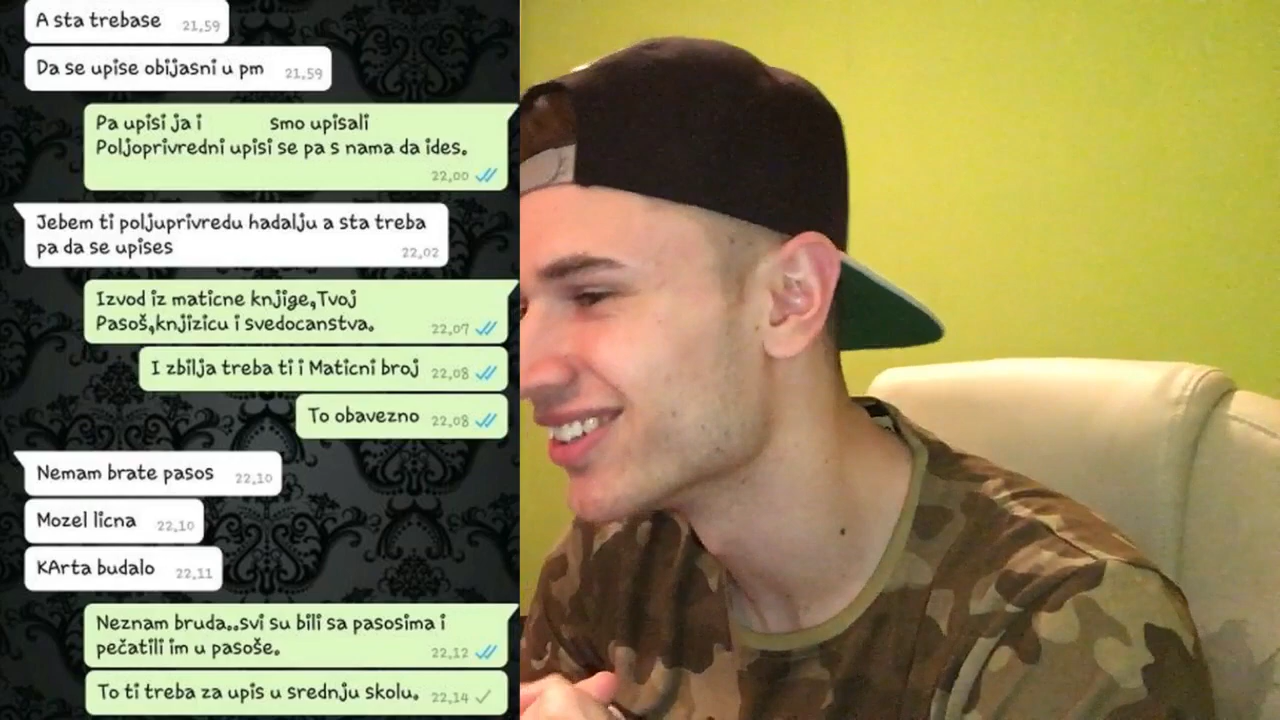 A sta trebase 21,59
Da se upise obijasni u pm 21,59
Pa upisi ja i smo upisali
Poljoprivredni upisi se pa s nama da ides.
22,00
Jebem ti poljuprivredu hadalju a sta treba
pa da se upises 22,02
Izvod iz maticne knjige,Tvoj
Pasoš,knjizicu i svedocanstva. 22,07
I zbilja treba ti i Maticni broj 22,08
To obavezno 22,08
Nemam brate pasos 22,10
Mozel licna 22,10
KArta budalo 22,11
Neznam bruda..svi su bili sa pasosima i
pečatili im u pasoše. 22,12
To ti treba za upis u srednju skolu. 22,14